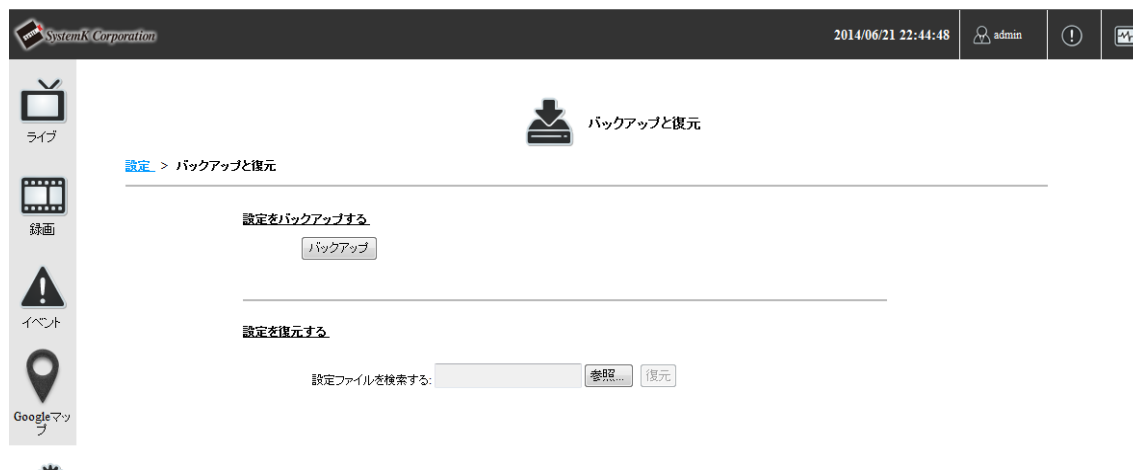 SystemK Corporation
2014/06/21 22:44:48
admin
ライブ
バックアップと復元
設定 > バックアップと復元
録画
設定をバックアップする
バックアップ
イベント
設定を復元する
設定ファイルを検索する:
参照...
復元
Googleマッ
プ